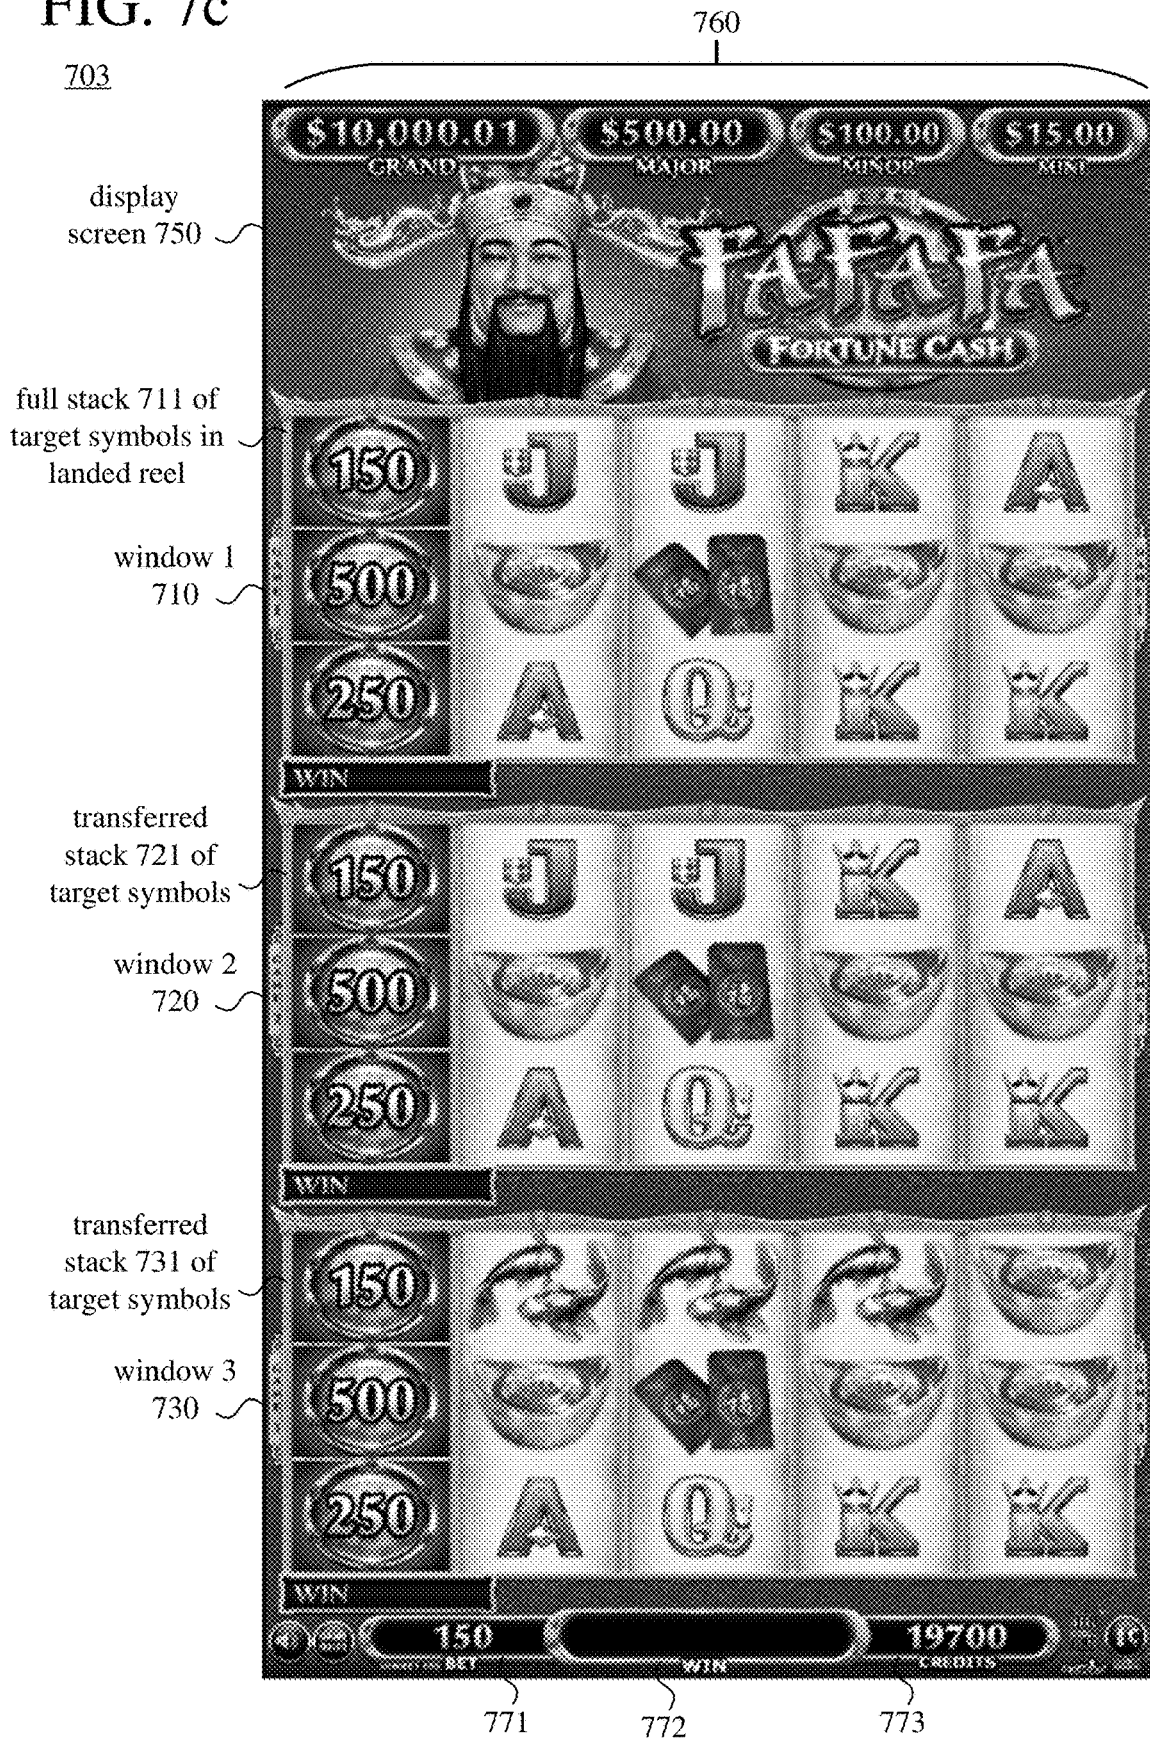 FIG. 7c
703
760
$10,000.01 $500.00 $100.00 $15.00
GRAND MAJOR MINOR MINI
display
screen 750
FA FA FA
FORTUNE CASH
full stack 711 of
target symbols in
landed reel
150 J J K A
window 1
710
500
250 A Q K K
WIN
transferred
stack 721 of
target symbols
150 J J K A
window 2
720
500
250 A Q K K
WIN
transferred
stack 731 of
target symbols
150
window 3
730
500
250 A Q K K
WIN
150 19700 1¢
BET WIN CREDITS
771 772 773